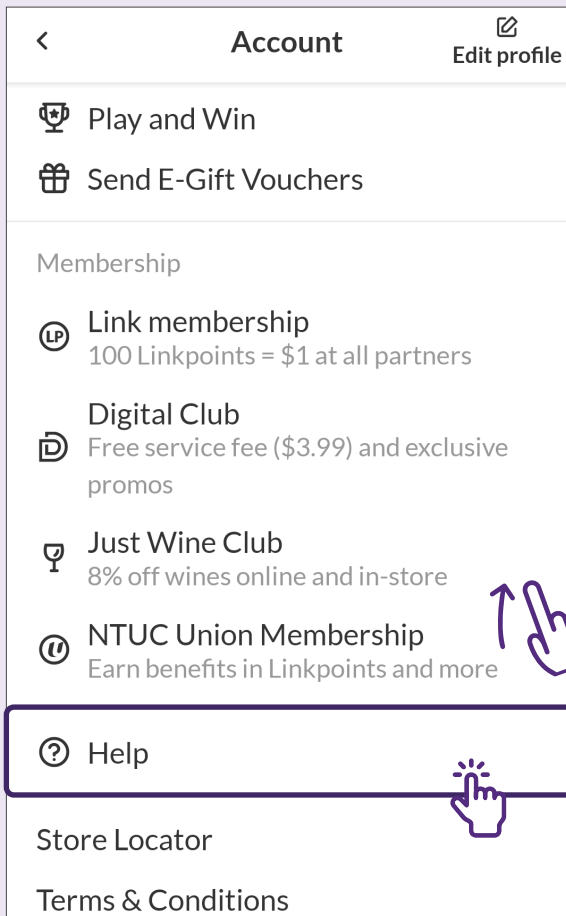 Account
Edit profile
Play and Win
Send E-Gift Vouchers
Membership
LP
Link membership
100 Linkpoints = $1 at all partners
Digital Club
Free service fee ($3.99) and exclusive
promos
Just Wine Club
8% off wines online and in-store
NTUC Union Membership
Earn benefits in Linkpoints and more
Help
Store Locator
Terms & Conditions